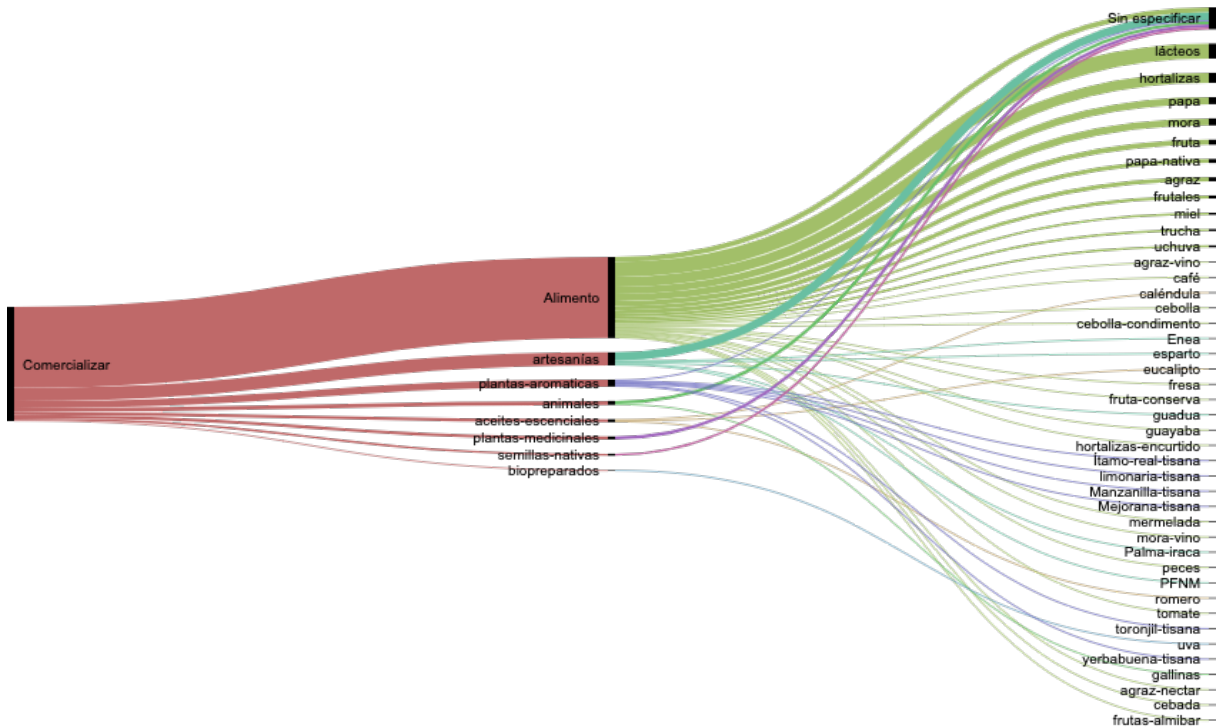 Comercializar
Alimento
artesanías
plantas-aromaticas
animales
aceites-escenciales
plantas-medicinales
semillas-nativas
biopreparados
Sin especificar
lácteos
hortalizas
papa
mora
fruta
papa-nativa
agraz
frutales
miel
trucha
uchuva
agraz-vino
café
caléndula
cebolla
cebolla-condimento
Enea
esparto
eucalipto
fresa
fruta-conserva
guadua
guayaba
hortalizas-encurtido
Ítamo-real-tisana
limonaria-tisana
Manzanilla-tisana
Mejorana-tisana
mermelada
mora-vino
Palma-iraca
peces
PFNM
romero
tomate
toronjil-tisana
uva
yerbabuena-tisana
gallinas
agraz-nectar
cebada
frutas-almibar